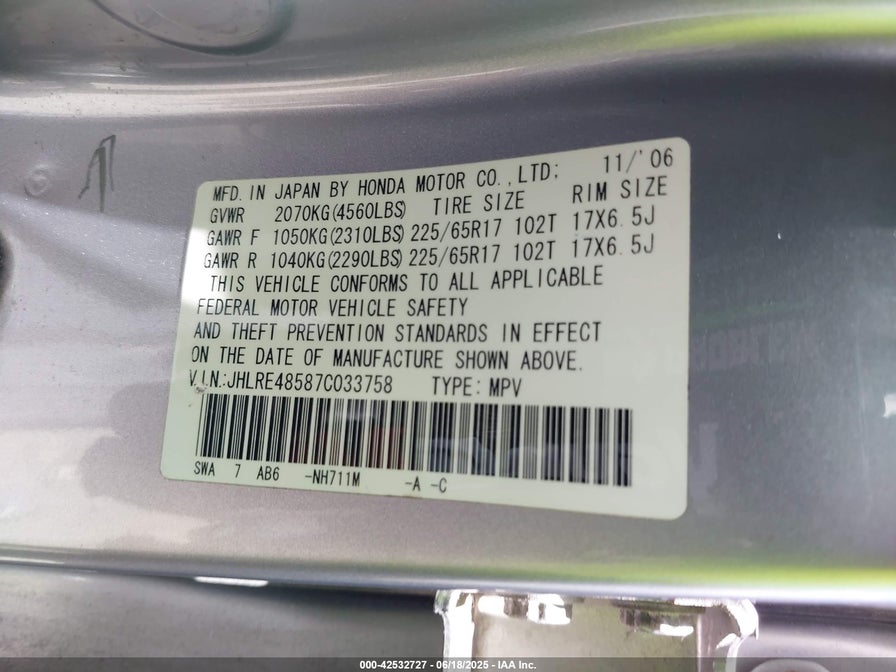 MFD. IN JAPAN BY HONDA MOTOR CO.,LTD; 11/'06
GVWR 2070KG(4560LBS) TIRE SIZE RIM SIZE
GAWR F 1050KG(2310LBS) 225/65R17 102T 17X6.5J
GAWR R 1040KG(2290LBS) 225/65R17 102T 17X6.5J
THIS VEHICLE CONFORMS TO ALL APPLICABLE
FEDERAL MOTOR VEHICLE SAFETY
AND THEFT PREVENTION STANDARDS IN EFFECT
ON THE DATE OF MANUFACTURE SHOWN ABOVE.
V.I.N.:JHLRE48587C033758 TYPE: MPV
SWA 7 AB6 -NH711M -A -C
000-42532727 - 06/18/2025 - IAA Inc.